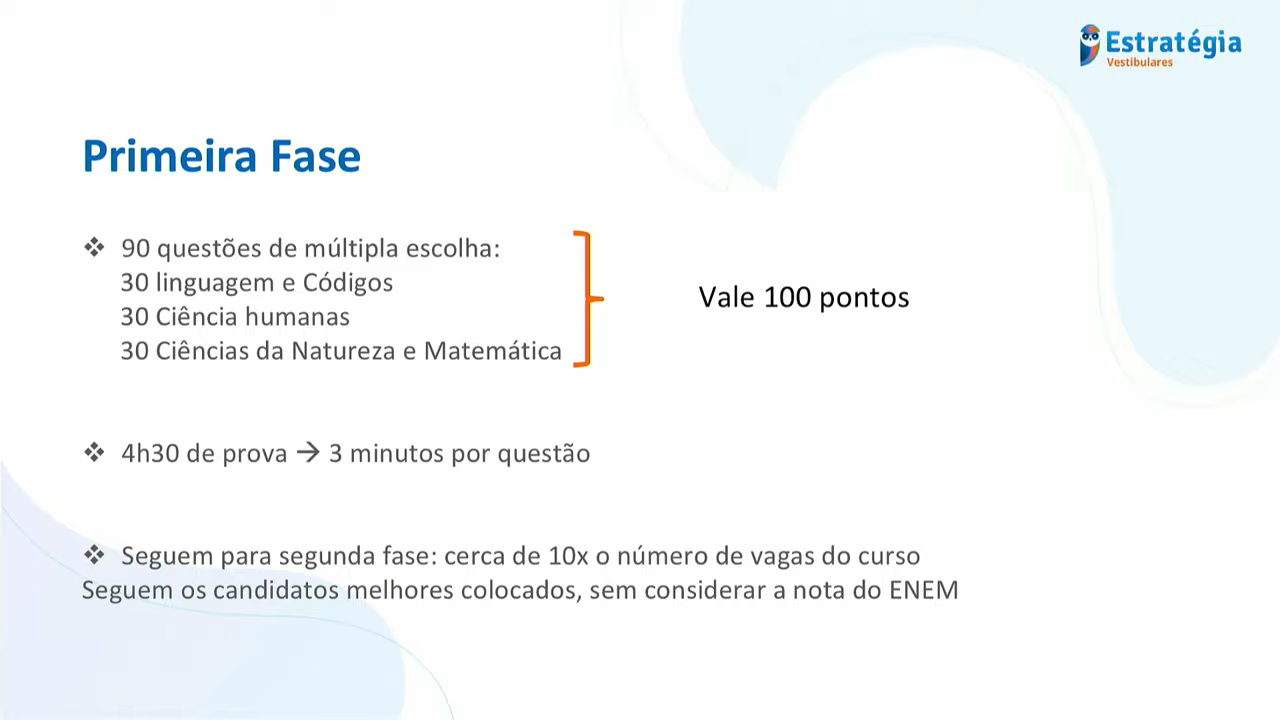 Estratégia
Vestibulares
Primeira Fase
❖ 90 questões de múltipla escolha:
30 linguagem e Códigos
30 Ciência humanas
30 Ciências da Natureza e Matemática
Vale 100 pontos
❖ 4h30 de prova → 3 minutos por questão
❖ Seguem para segunda fase: cerca de 10x o número de vagas do curso
Seguem os candidatos melhores colocados, sem considerar a nota do ENEM